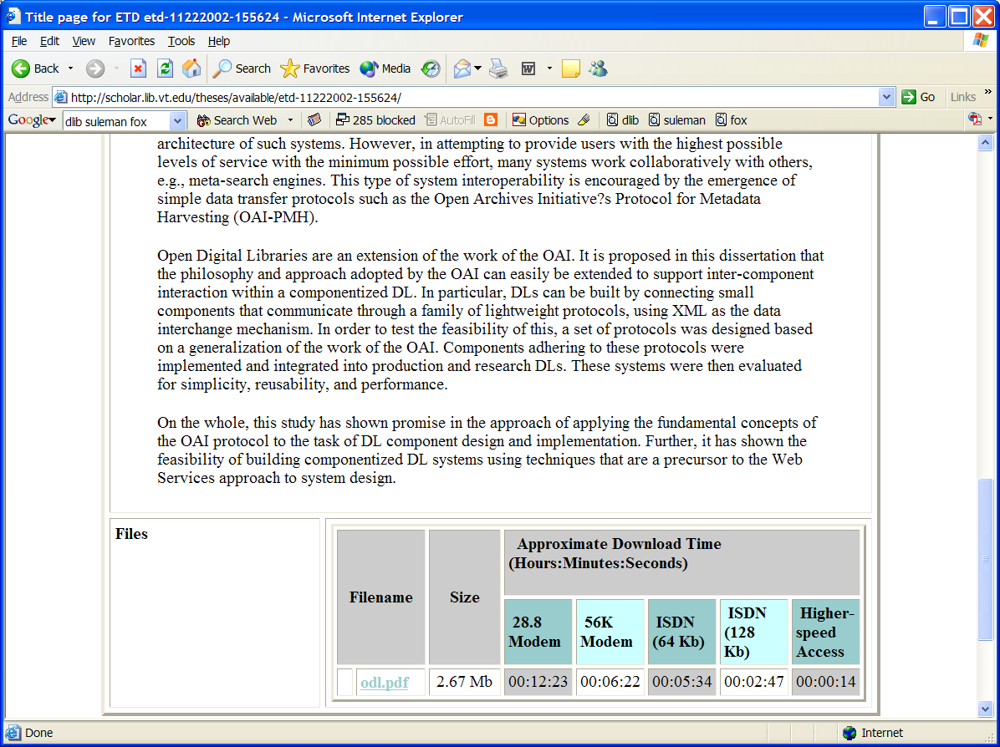 Title page for ETD etd-11222002-155624 - Microsoft Internet Explorer
File Edit View Favorites Tools Help
Back Search Favorites Media W
Address http://scholar.lib.vt.edu/theses/available/etd-11222002-155624/ Go Links »
Google dlib suleman fox Search Web 285 blocked AutoFill Options dlib suleman fox
architecture of such systems. However, in attempting to provide users with the highest possible
levels of service with the minimum possible effort, many systems work collaboratively with others,
e.g., meta-search engines. This type of system interoperability is encouraged by the emergence of
simple data transfer protocols such as the Open Archives Initiative?s Protocol for Metadata
Harvesting (OAI-PMH).
Open Digital Libraries are an extension of the work of the OAI. It is proposed in this dissertation that
the philosophy and approach adopted by the OAI can easily be extended to support inter-component
interaction within a componentized DL. In particular, DLs can be built by connecting small
components that communicate through a family of lightweight protocols, using XML as the data
interchange mechanism. In order to test the feasibility of this, a set of protocols was designed based
on a generalization of the work of the OAI. Components adhering to these protocols were
implemented and integrated into production and research DLs. These systems were then evaluated
for simplicity, reusability, and performance.
On the whole, this study has shown promise in the approach of applying the fundamental concepts of
the OAI protocol to the task of DL component design and implementation. Further, it has shown the
feasibility of building componentized DL systems using techniques that are a precursor to the Web
Services approach to system design.
Files
Filename
Size
Approximate Download Time
(Hours:Minutes:Seconds)
28.8
Modem
56K
Modem
ISDN
(64 Kb)
ISDN
(128
Kb)
Higher-
speed
Access
odl.pdf 2.67 Mb 00:12:23 00:06:22 00:05:34 00:02:47 00:00:14
Done Internet